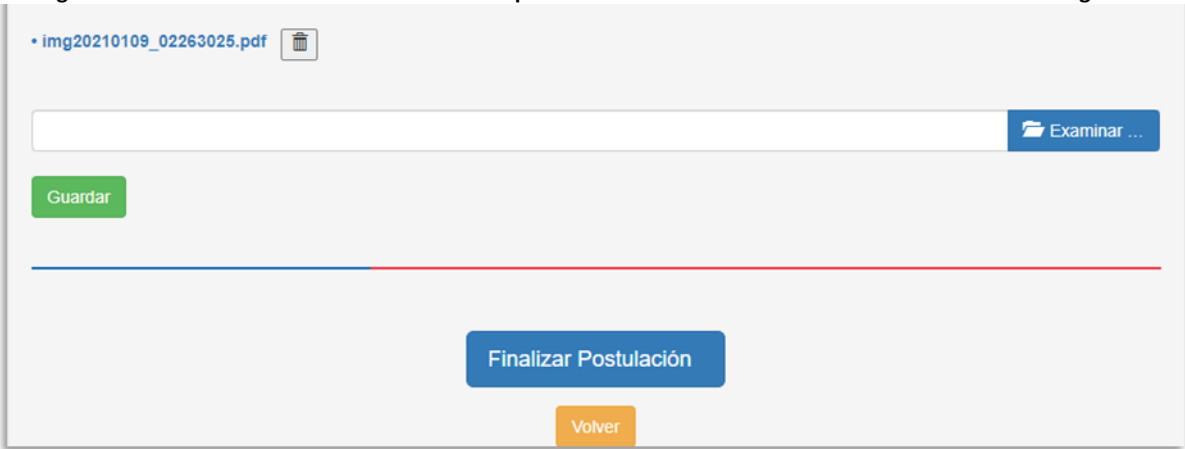 • img20210109_02263025.pdf
Examinar ...
Guardar
Finalizar Postulación
Volver